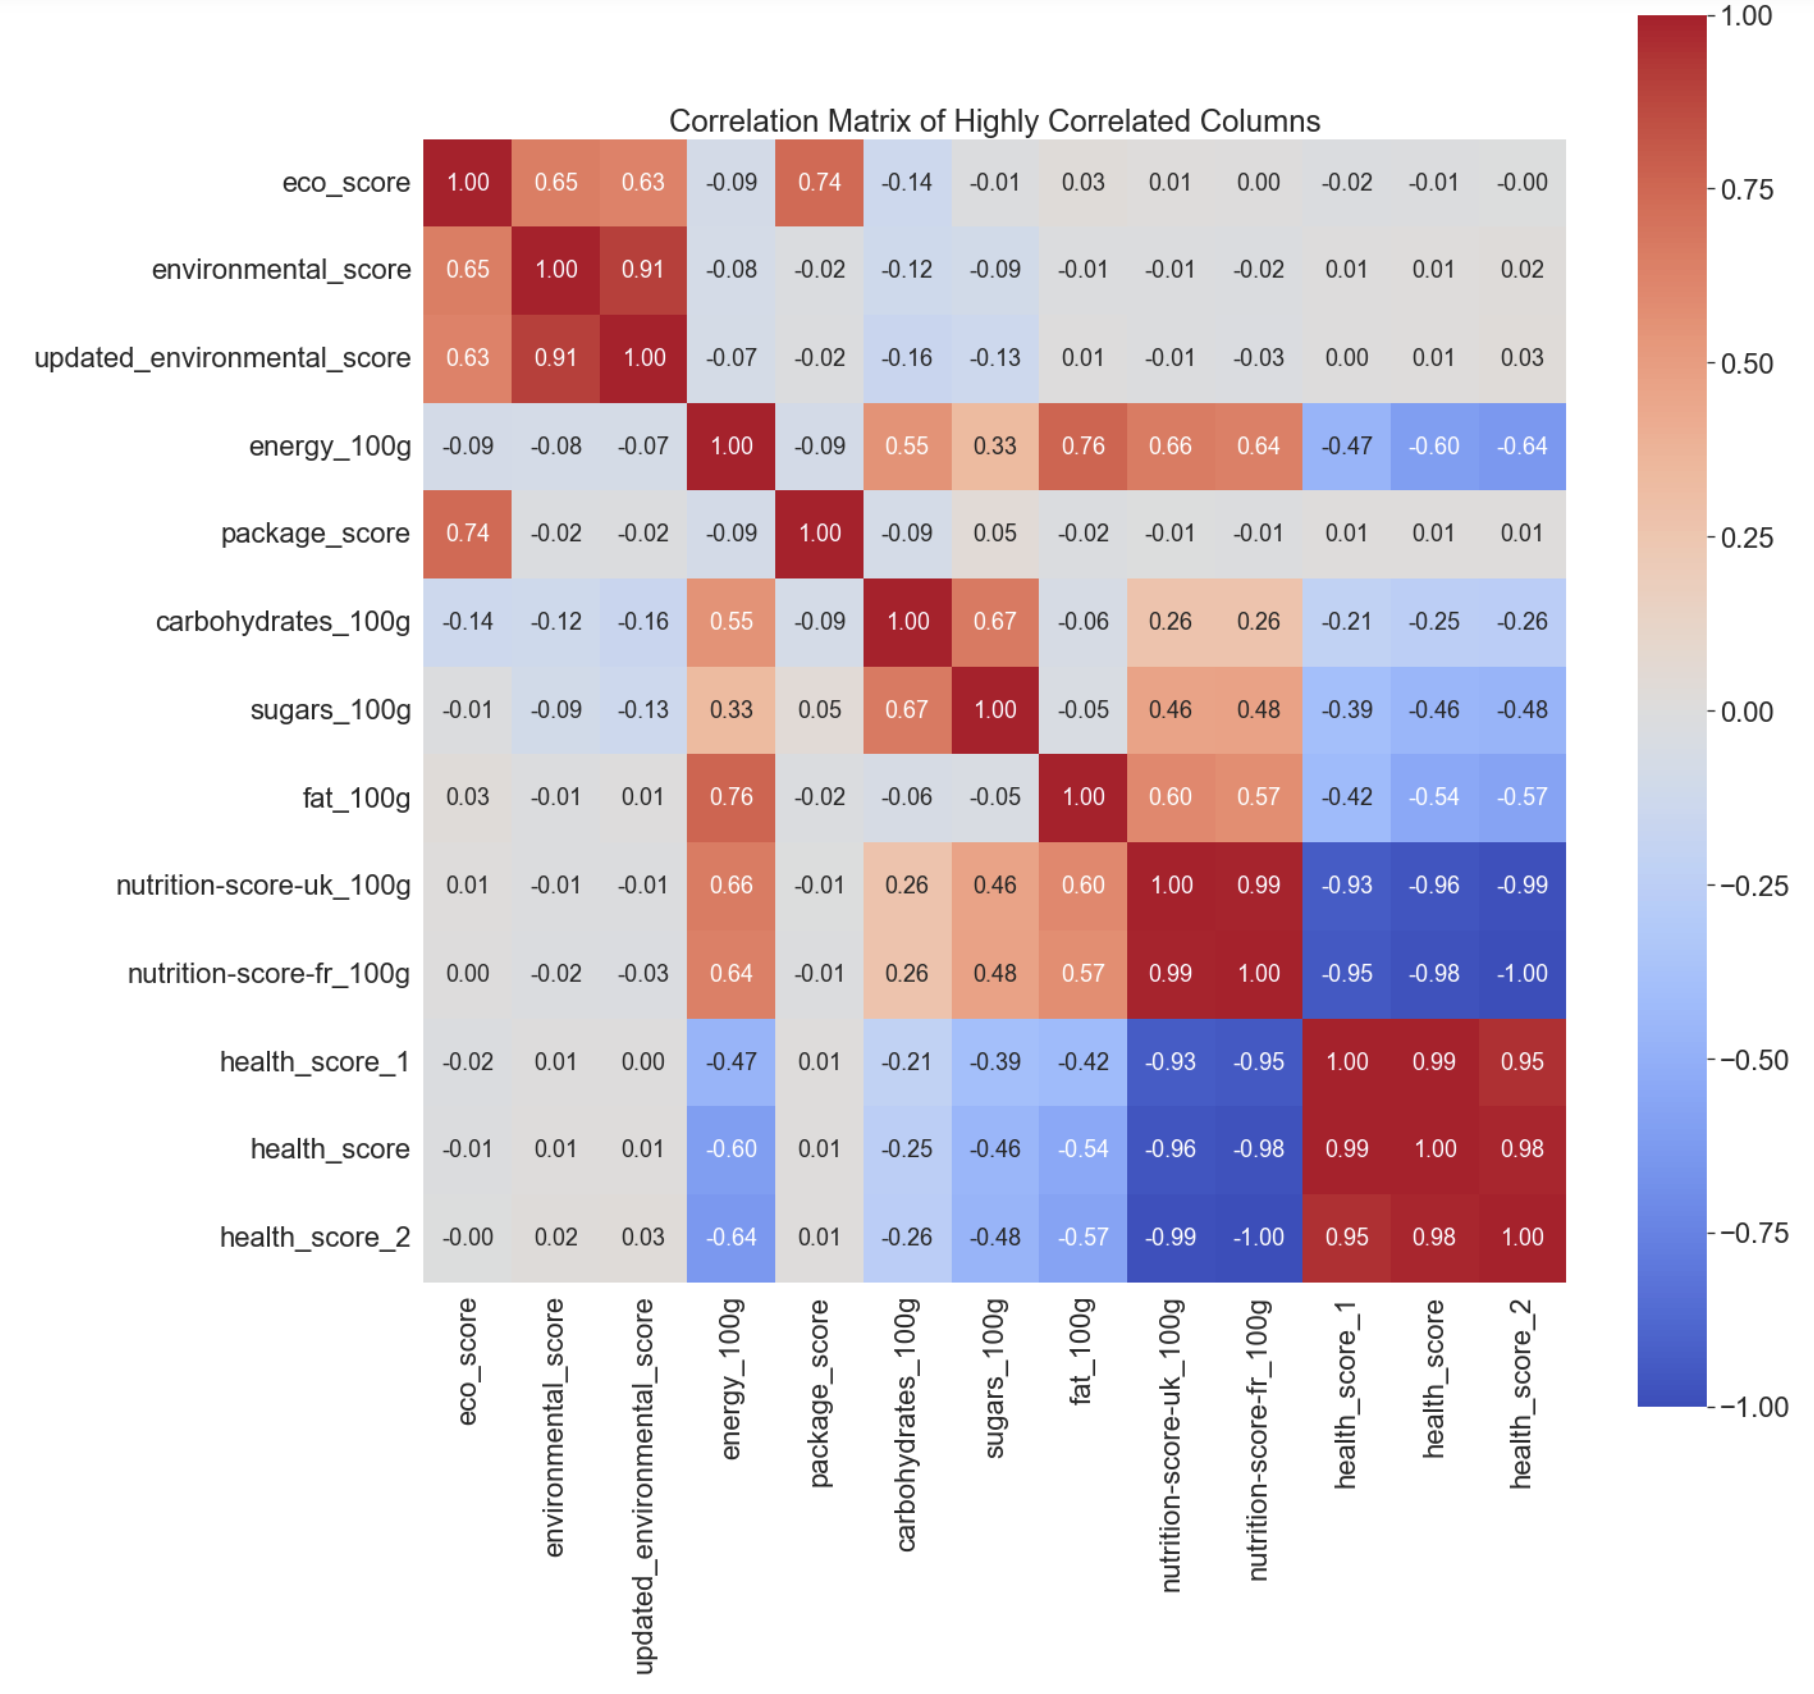 Correlation Matrix of Highly Correlated Columns
eco_score 1.00 0.65 0.63 -0.09 0.74 -0.14 -0.01 0.03 0.01 0.00 -0.02 -0.01 -0.00
environmental_score 0.65 1.00 0.91 -0.08 -0.02 -0.12 -0.09 -0.01 -0.01 -0.02 0.01 0.01 0.02
updated_environmental_score 0.63 0.91 1.00 -0.07 -0.02 -0.16 -0.13 0.01 -0.01 -0.03 0.00 0.01 0.03
energy_100g -0.09 -0.08 -0.07 1.00 -0.09 0.55 0.33 0.76 0.66 0.64 -0.47 -0.60 -0.64
package_score 0.74 -0.02 -0.02 -0.09 1.00 -0.09 0.05 -0.02 -0.01 -0.01 0.01 0.01 0.01
carbohydrates_100g -0.14 -0.12 -0.16 0.55 -0.09 1.00 0.67 -0.06 0.26 0.26 -0.21 -0.25 -0.26
sugars_100g -0.01 -0.09 -0.13 0.33 0.05 0.67 1.00 -0.05 0.46 0.48 -0.39 -0.46 -0.48
fat_100g 0.03 -0.01 0.01 0.76 -0.02 -0.06 -0.05 1.00 0.60 0.57 -0.42 -0.54 -0.57
nutrition-score-uk_100g 0.01 -0.01 -0.01 0.66 -0.01 0.26 0.46 0.60 1.00 0.99 -0.93 -0.96 -0.99
nutrition-score-fr_100g 0.00 -0.02 -0.03 0.64 -0.01 0.26 0.48 0.57 0.99 1.00 -0.95 -0.98 -1.00
health_score_1 -0.02 0.01 0.00 -0.47 0.01 -0.21 -0.39 -0.42 -0.93 -0.95 1.00 0.99 0.95
health_score -0.01 0.01 0.01 -0.60 0.01 -0.25 -0.46 -0.54 -0.96 -0.98 0.99 1.00 0.98
health_score_2 -0.00 0.02 0.03 -0.64 0.01 -0.26 -0.48 -0.57 -0.99 -1.00 0.95 0.98 1.00
eco_score
environmental_score
updated_environmental_score
energy_100g
package_score
carbohydrates_100g
sugars_100g
fat_100g
nutrition-score-uk_100g
nutrition-score-fr_100g
health_score_1
health_score
health_score_2
1.00
0.75
0.50
0.25
0.00
−0.25
−0.50
−0.75
−1.00